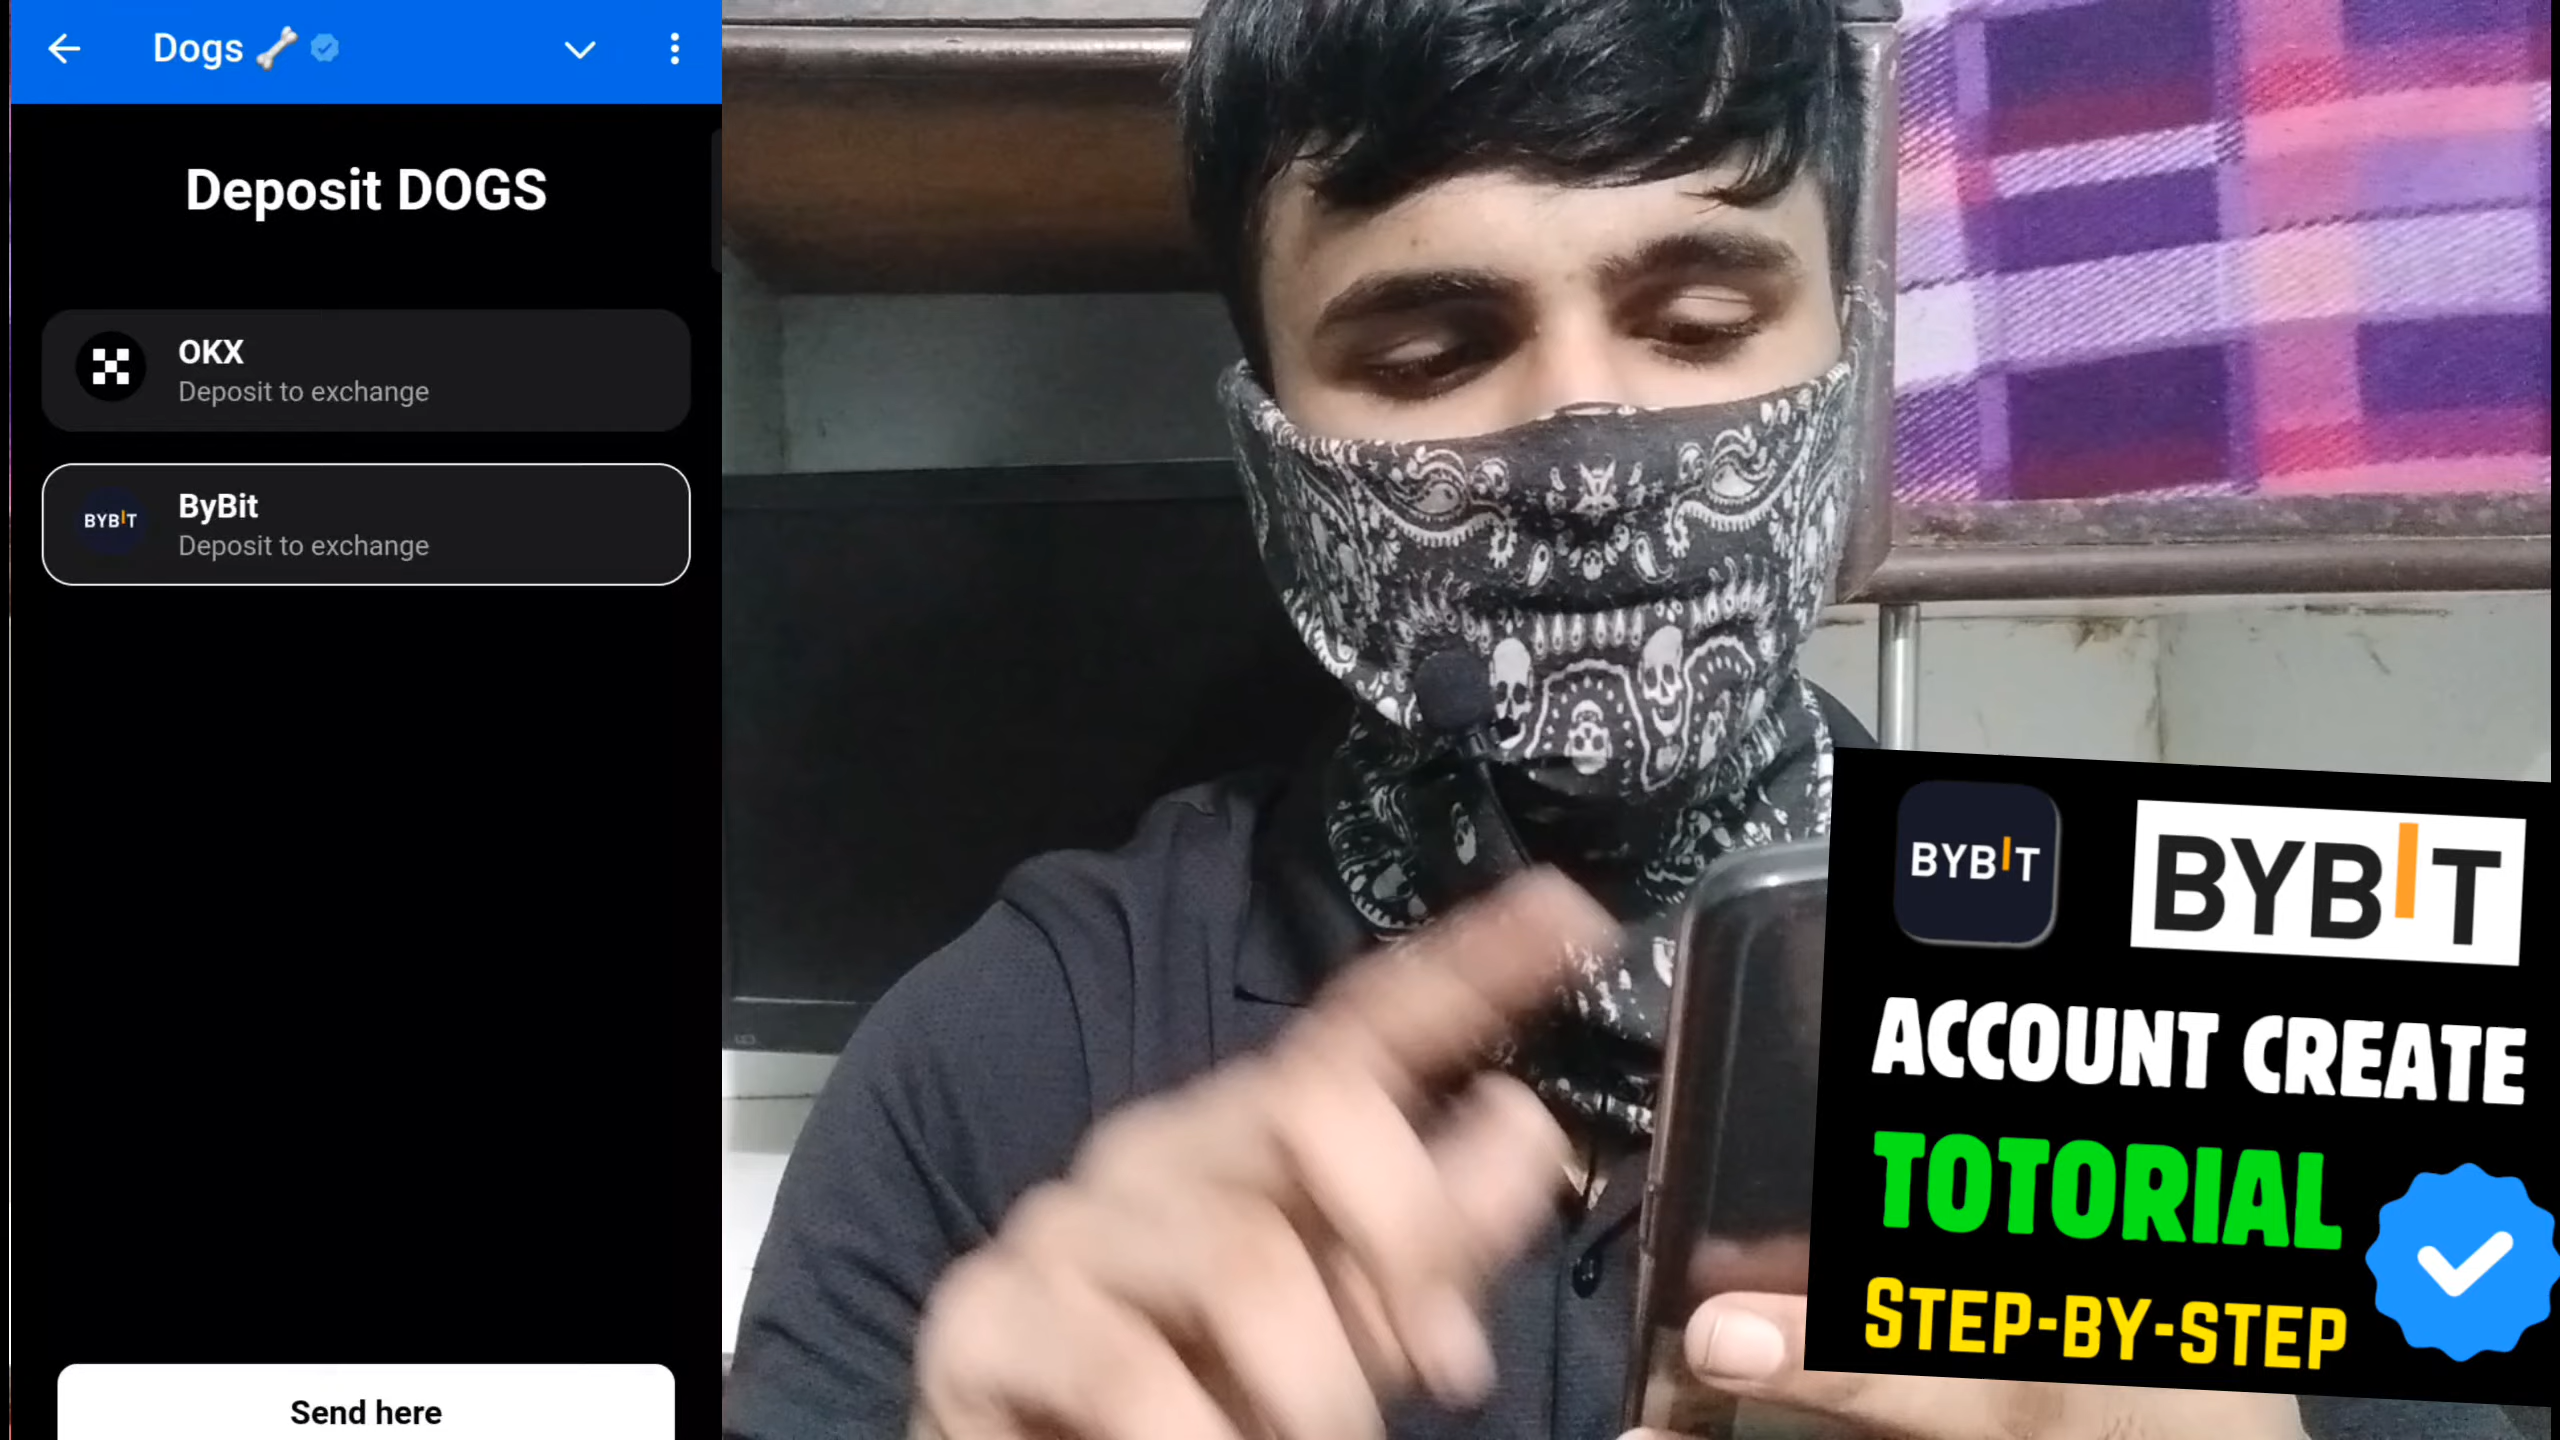 Dogs
Deposit DOGS
OKX
Deposit to exchange
BYBIT
ByBit
Deposit to exchange
Send here
BYBIT
BYBIT
ACCOUNT CREATE
TOTORIAL
STEP-BY-STEP